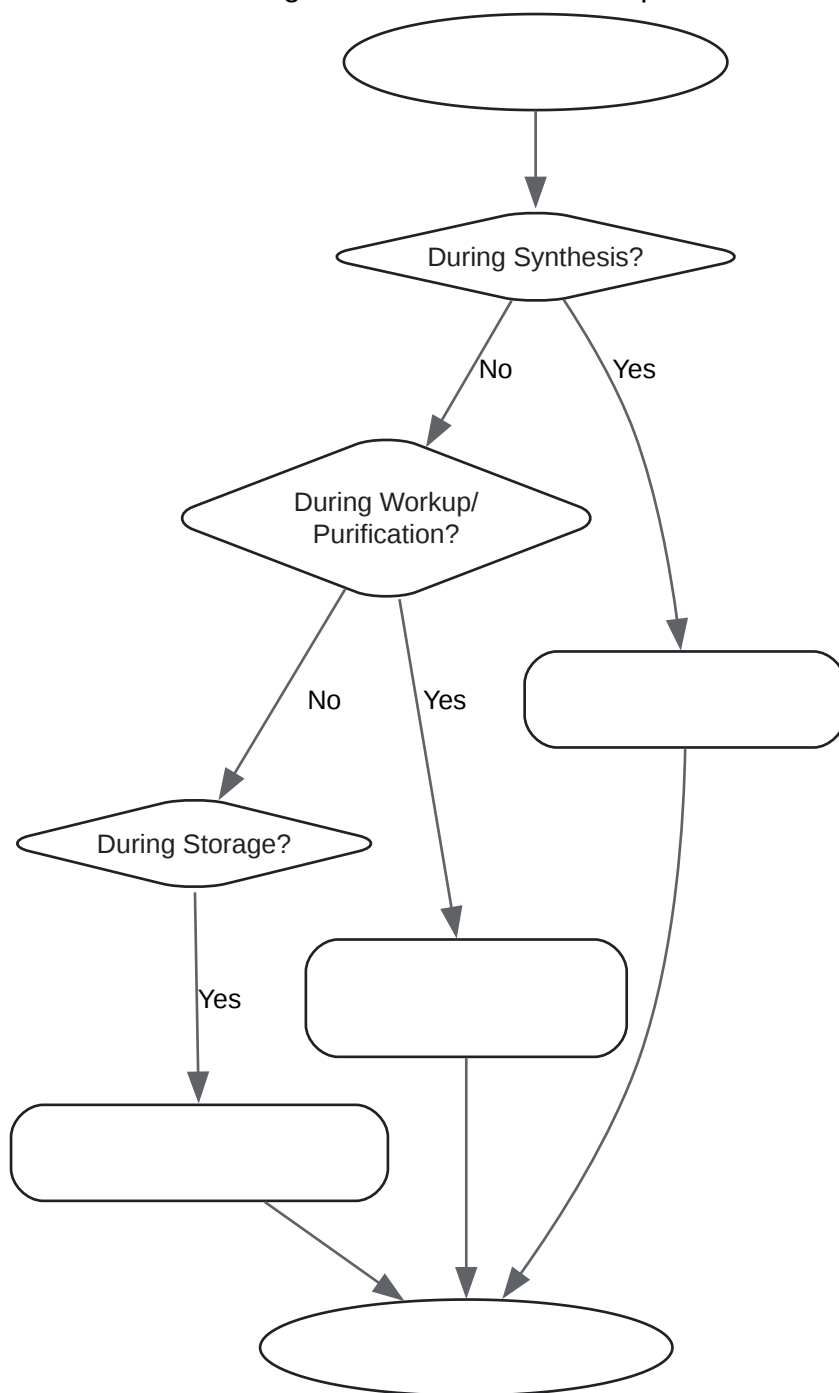 During Synthesis?
No
Yes
During Workup/
Purification?
No
Yes
During Storage?
Yes